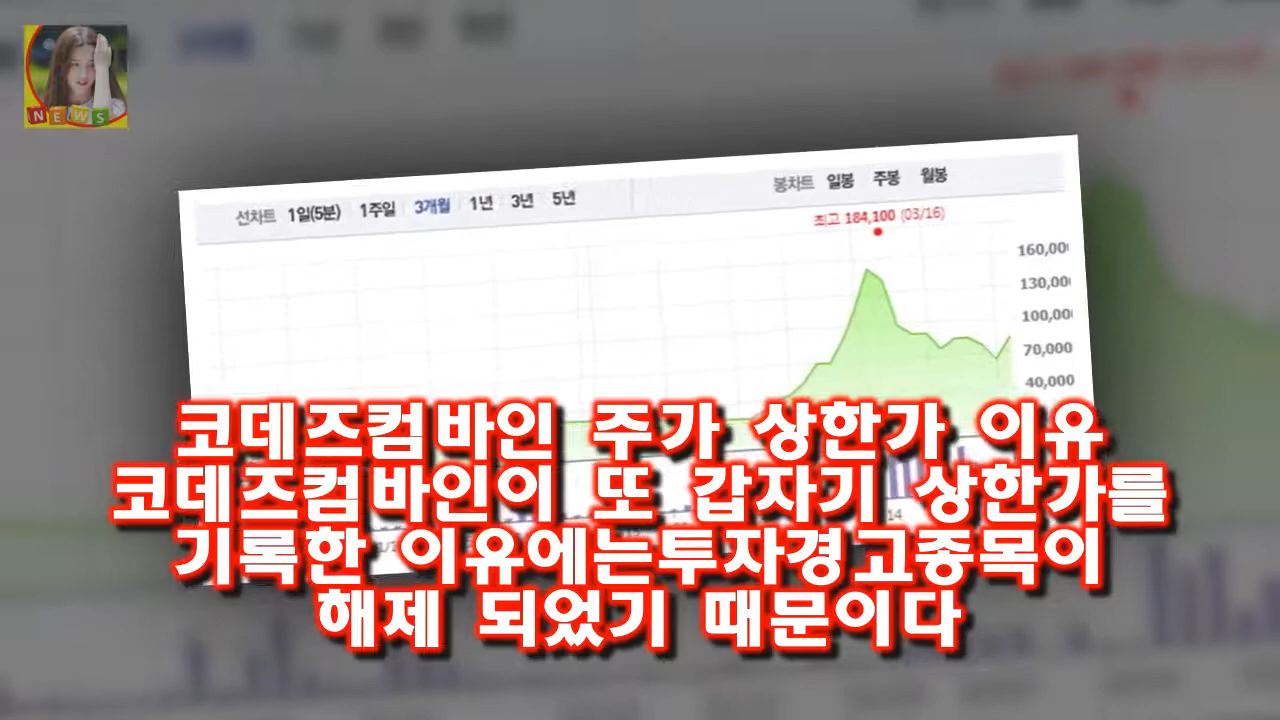 NEWS
선차트 1일(5분) 1주일 3개월 1년 3년 5년
봉차트 일봉 주봉 월봉
최고 184,100 (03/16)
160,00
130,00
100,00
70,000
40,000
코데즈컴바인 주가 상한가 이유
코데즈컴바인이 또 갑자기 상한가를
기록한 이유에는투자경고종목이
해제 되었기 때문이다
14